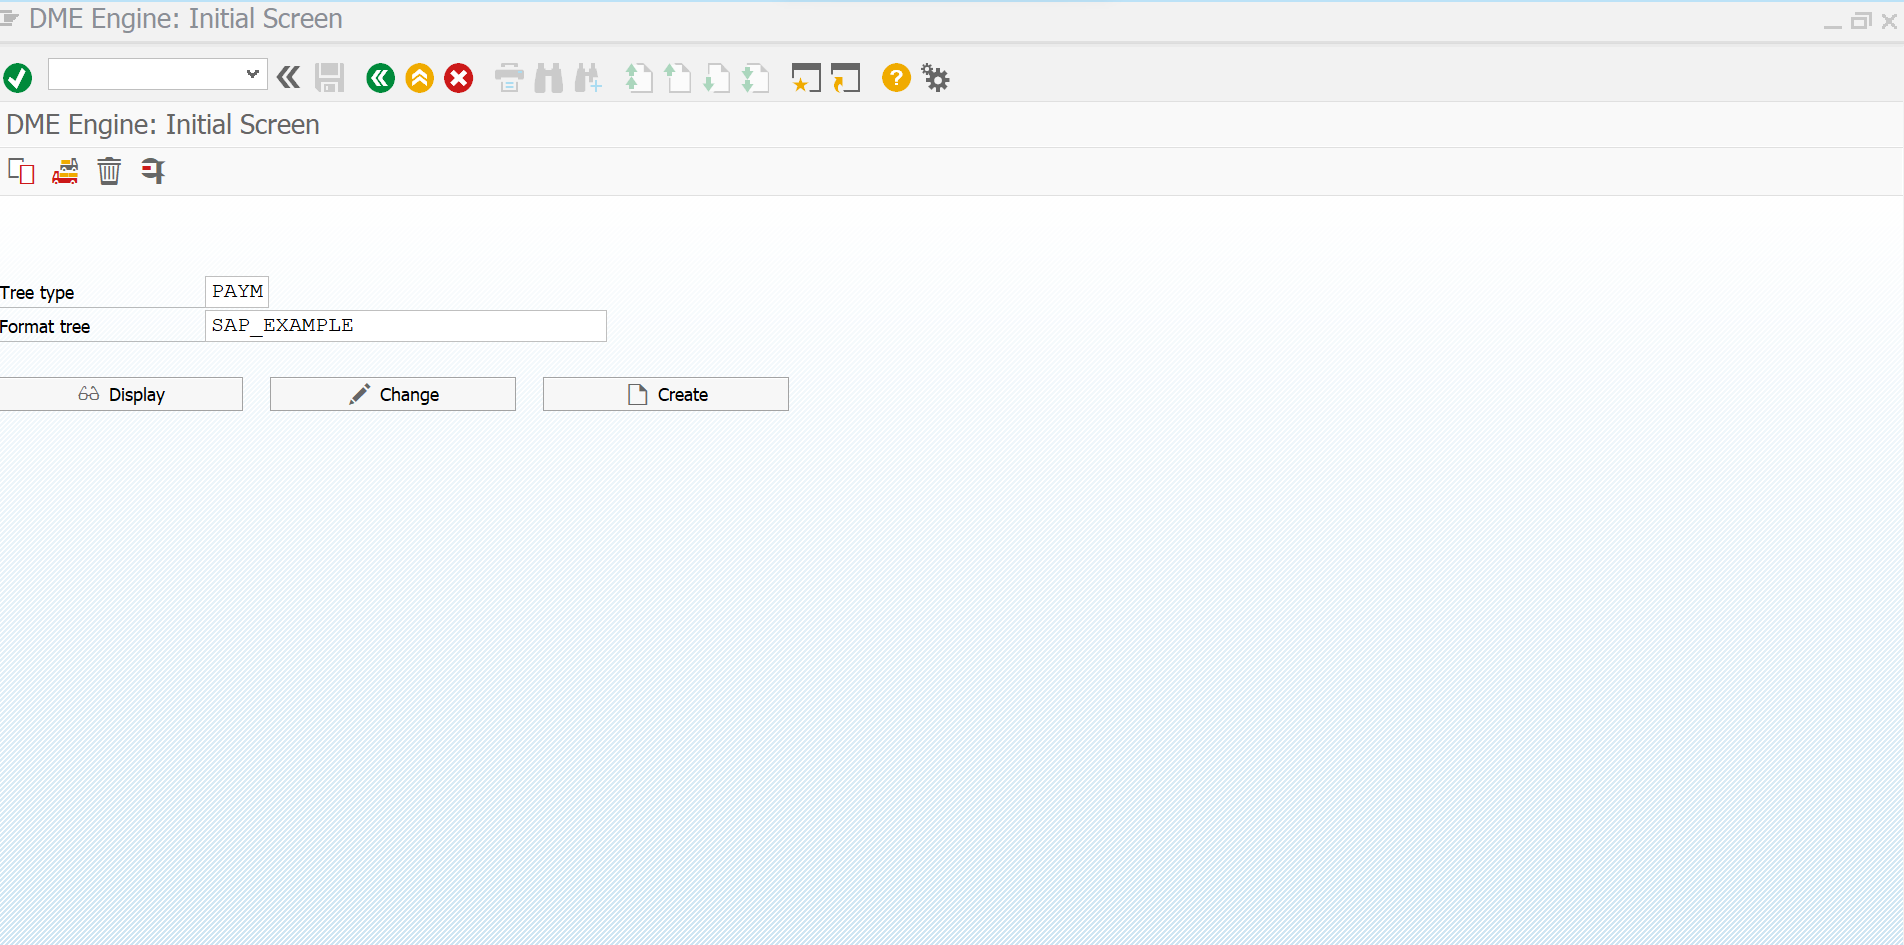 DME Engine: Initial Screen
DME Engine: Initial Screen
Tree type PAYM
Format tree SAP_EXAMPLE
Display Change Create